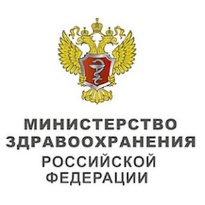 МИНИСТЕРСТВО
ЗДРАВООХРАНЕНИЯ
РОССИЙСКОЙ
ФЕДЕРАЦИИ